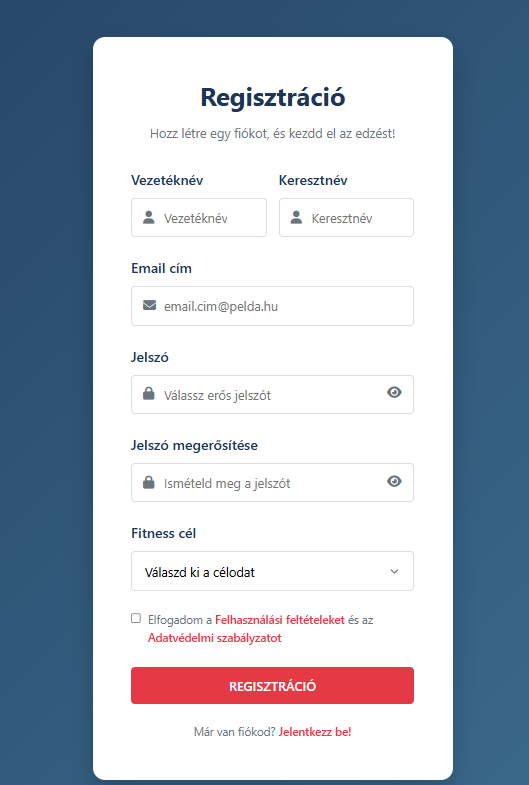 Regisztráció
Hozz létre egy fiókot, és kezdd el az edzést!
Vezetéknév Keresztnév
Vezetéknév Keresztnév
Email cím
email.cim@pelda.hu
Jelszó
Válassz erős jelszót
Jelszó megerősítése
Ismételd meg a jelszót
Fitness cél
Válaszd ki a célodat
Elfogadom a Felhasználási feltételeket és az
Adatvédelmi szabályzatot
REGISZTRÁCIÓ
Már van fiókod? Jelentkezz be!